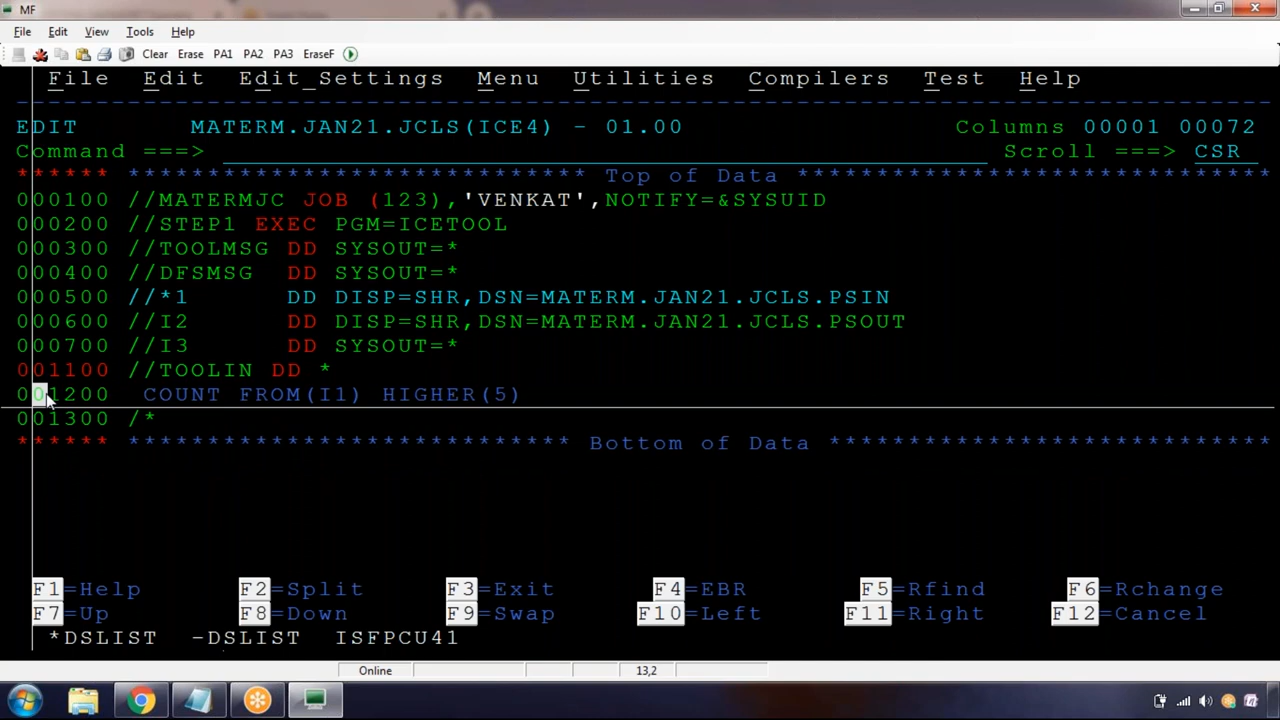 MF
File Edit View Tools Help
Clear Erase PA1 PA2 PA3 EraseF
File Edit Edit_Settings Menu Utilities Compilers Test Help
--------------------------------------------------------------------------------
EDIT MATERM.JAN21.JCLS(ICE4) - 01.00 Columns 00001 00072
Command ===> Scroll ===> CSR
****** ***************************** Top of Data ******************************
000100 //MATERMJC JOB (123),'VENKAT',NOTIFY=&SYSUID
000200 //STEP1 EXEC PGM=ICETOOL
000300 //TOOLMSG DD SYSOUT=*
000400 //DFSMSG DD SYSOUT=*
000500 //*1 DD DISP=SHR,DSN=MATERM.JAN21.JCLS.PSIN
000600 //I2 DD DISP=SHR,DSN=MATERM.JAN21.JCLS.PSOUT
000700 //I3 DD SYSOUT=*
001100 //TOOLIN DD *
001200 COUNT FROM(I1) HIGHER(5)
001300 /*
****** **************************** Bottom of Data ****************************
F1=Help F2=Split F3=Exit F4=EBR F5=Rfind F6=Rchange
F7=Up F8=Down F9=Swap F10=Left F11=Right F12=Cancel
*DSLIST -DSLIST ISFPCU41
Online 13,2